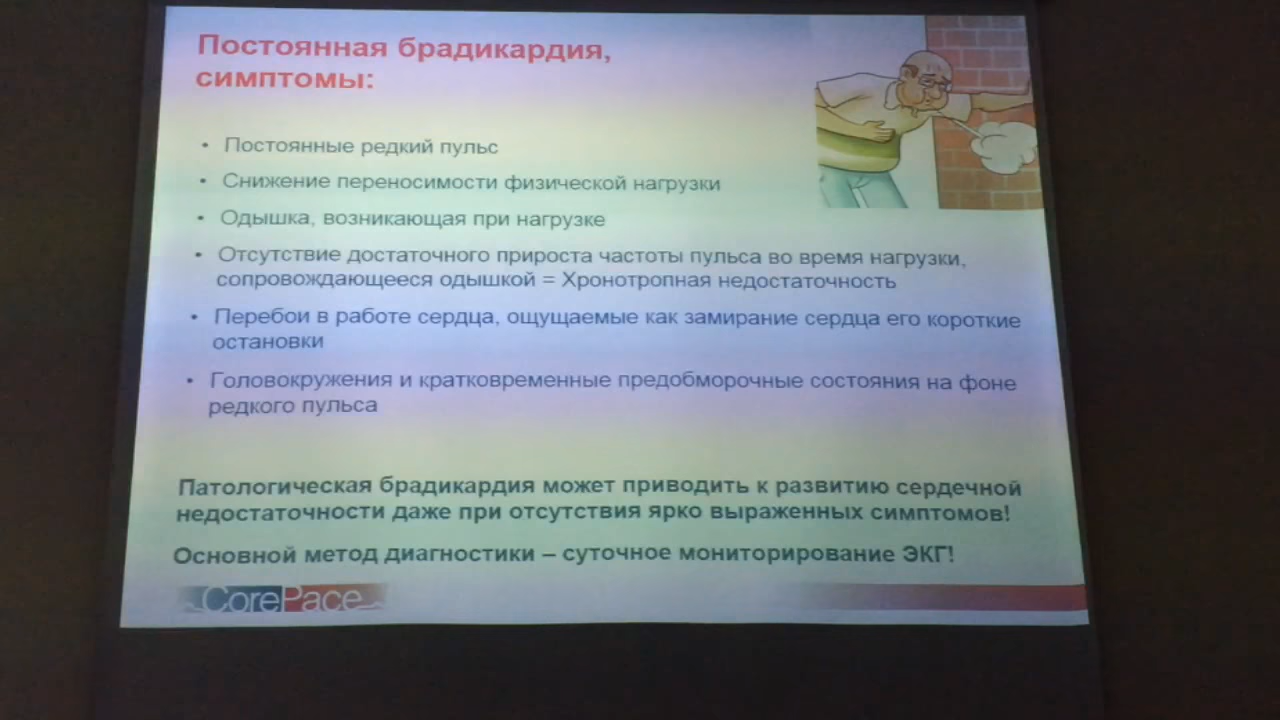 Постоянная брадикардия,
симптомы:
• Постоянные редкий пульс
• Снижение переносимости физической нагрузки
• Одышка, возникающая при нагрузке
• Отсутствие достаточного прироста частоты пульса во время нагрузки,
сопровождающееся одышкой = Хронотропная недостаточность
• Перебои в работе сердца, ощущаемые как замирание сердца его короткие
остановки
• Головокружения и кратковременные предобморочные состояния на фоне
редкого пульса
Патологическая брадикардия может приводить к развитию сердечной
недостаточности даже при отсутствия ярко выраженных симптомов!
Основной метод диагностики – суточное мониторирование ЭКГ!
CorePace